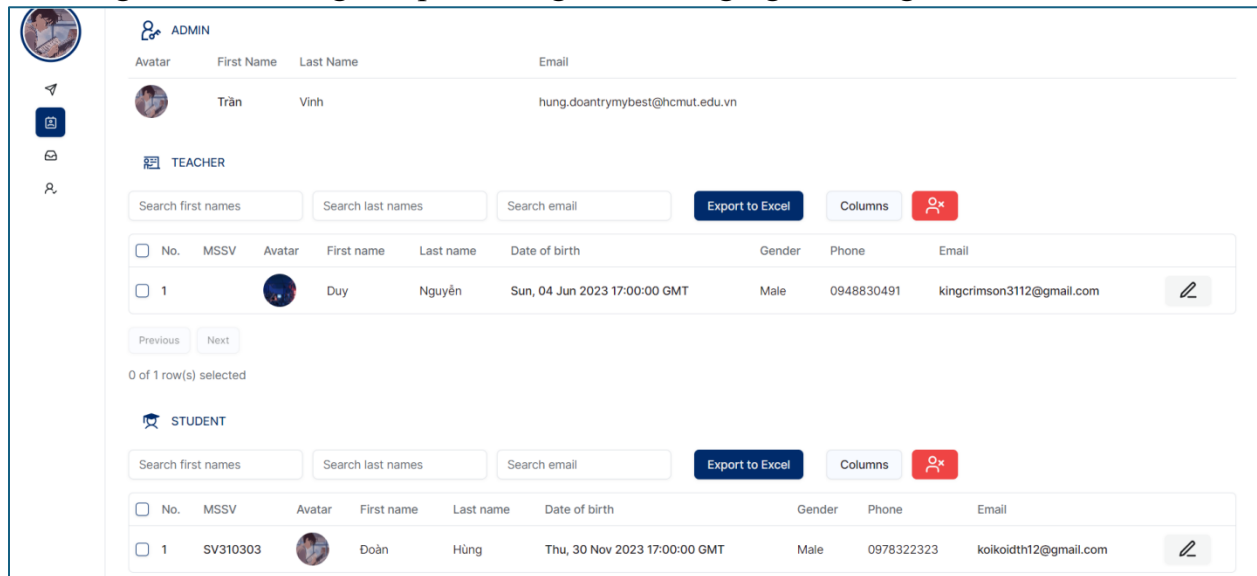 ADMIN
Avatar First Name Last Name Email
Trần Vinh hung.doantrymybest@hcmut.edu.vn
TEACHER
Search first names Search last names Search email Export to Excel Columns
No. MSSV Avatar First name Last name Date of birth Gender Phone Email
1 Duy Nguyễn Sun, 04 Jun 2023 17:00:00 GMT Male 0948830491 kingcrimson3112@gmail.com
Previous Next
0 of 1 row(s) selected
STUDENT
Search first names Search last names Search email Export to Excel Columns
No. MSSV Avatar First name Last name Date of birth Gender Phone Email
1 SV310303 Đoàn Hùng Thu, 30 Nov 2023 17:00:00 GMT Male 0978322323 koikoidth12@gmail.com